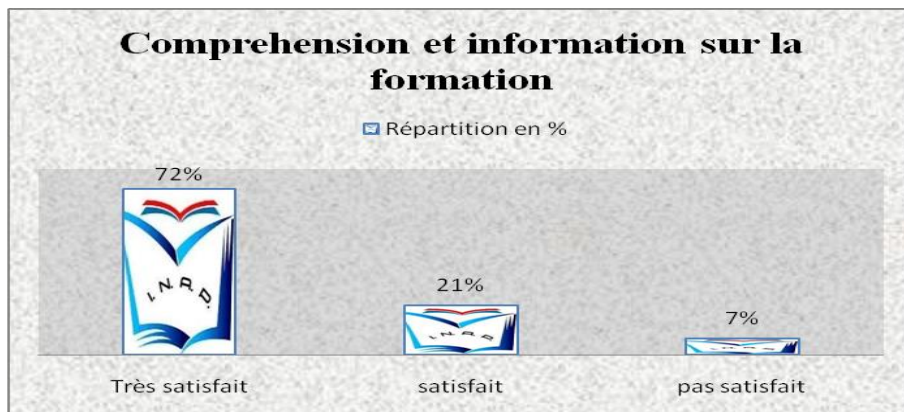 Comprehension et information sur la
formation
Répartition en %
72%
21%
7%
I.N.A.D.
I.N.A.D
Très satisfait
satisfait
pas satisfait